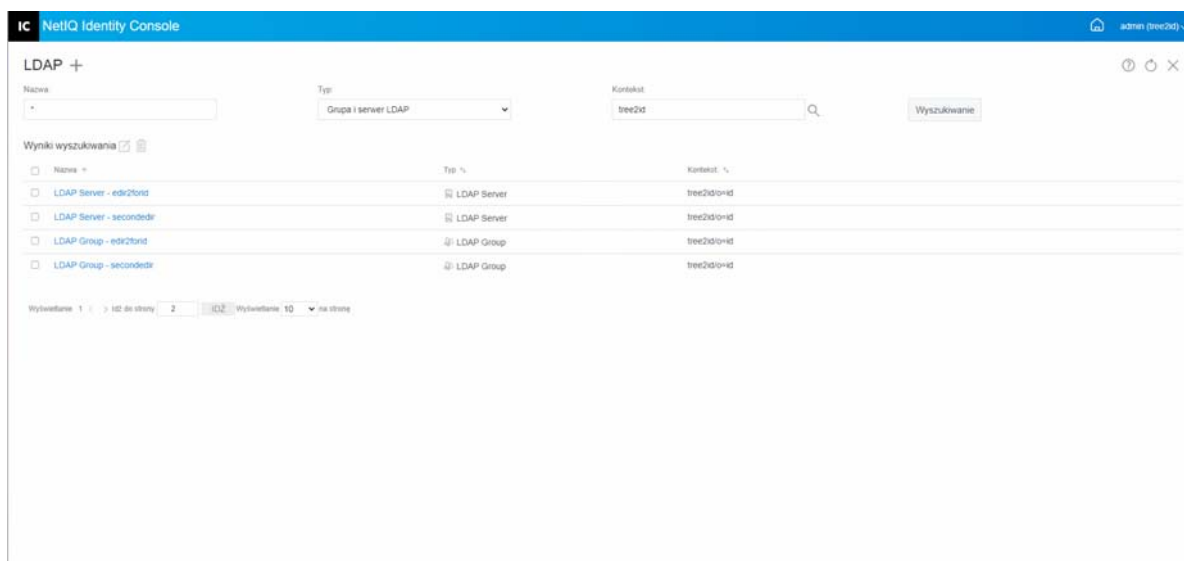 IC NetIQ Identity Console admin (tree2id)
LDAP +
Nazwa: Typ: Kontekst:
* Grupa i serwer LDAP tree2id Wyszukiwanie
Wyniki wyszukiwania
Nazwa Typ Kontekst
LDAP Server - edir2forid LDAP Server tree2id/o=id
LDAP Server - secondedir LDAP Server tree2id/o=id
LDAP Group - edir2forid LDAP Group tree2id/o=id
LDAP Group - secondedir LDAP Group tree2id/o=id
Wyświetlanie 1 Idź do strony 2 IDŹ Wyświetlanie 10 na stronę